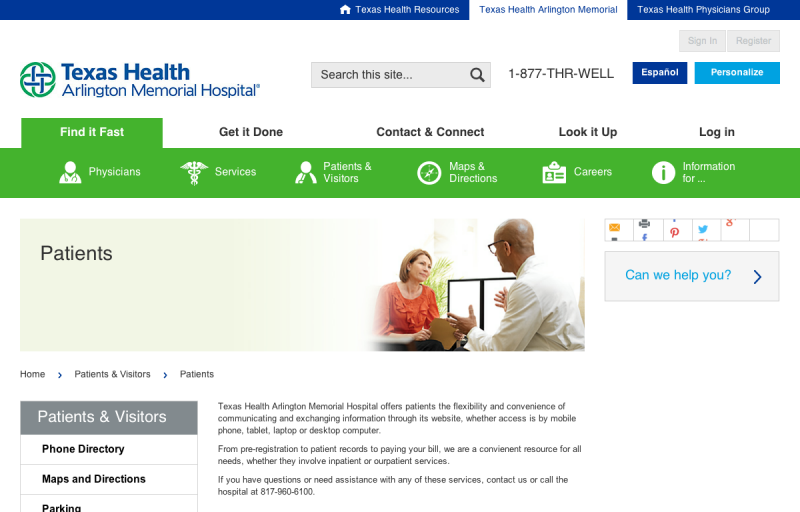 Texas Health Resources
Texas Health Arlington Memorial
Texas Health Physicians Group
Sign In
Register
Texas Health
Arlington Memorial Hospital®
Search this site...
1-877-THR-WELL
Español
Personalize
Find it Fast
Get it Done
Contact & Connect
Look it Up
Log in
Physicians
Services
Patients &
Visitors
Maps &
Directions
Careers
Information
for ...
Patients
Can we help you?
Home
Patients & Visitors
Patients
Patients & Visitors
Phone Directory
Maps and Directions
Parking
Texas Health Arlington Memorial Hospital offers patients the flexibility and convenience of
communicating and exchanging information through its website, whether access is by mobile
phone, tablet, laptop or desktop computer.
From pre-registration to patient records to paying your bill, we are a convienent resource for all
needs, whether they involve inpatient or ourpatient services.
If you have questions or need assistance with any of these services, contact us or call the
hospital at 817-960-6100.